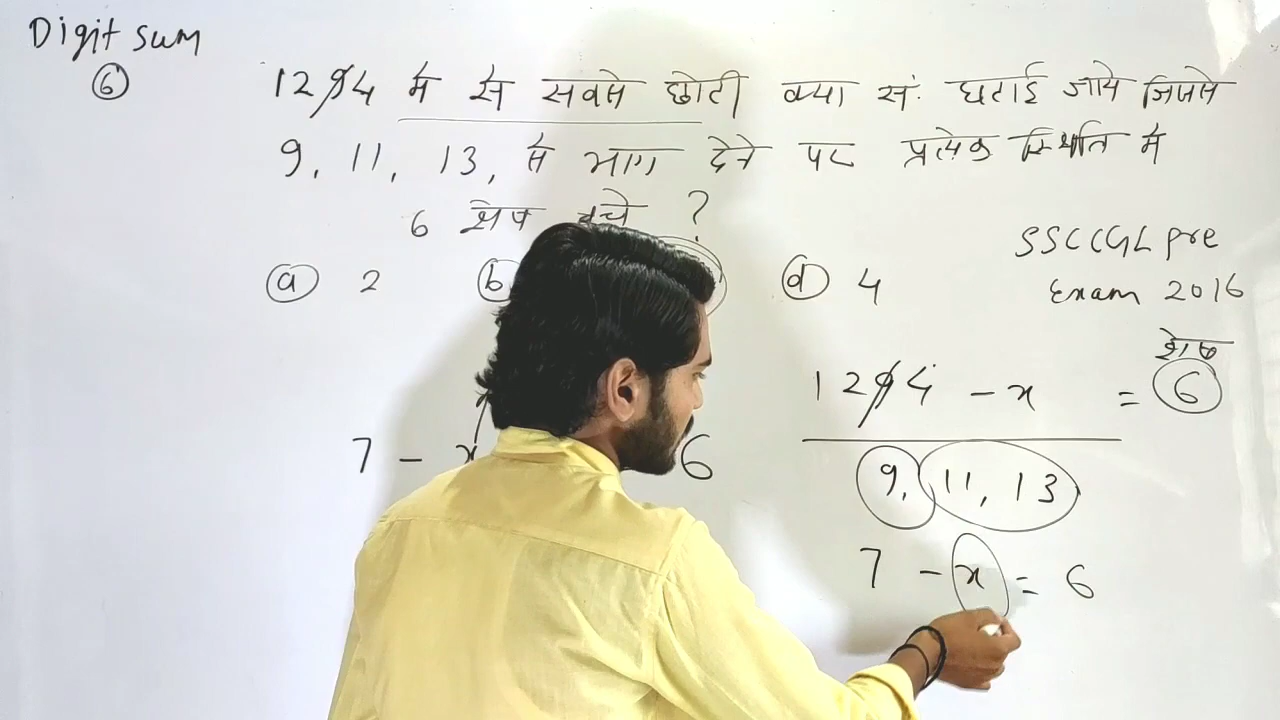 Digit sum
6 1294 में से सबसे छोटी क्या सं. घटाई जाये जिससे
9, 11, 13, से भाग देने पर प्रत्येक स्थिति में
6 शेष बचे ?
a 2 b d 4
SSC CGL pre
Exam 2016
शेष
1294 - x = 6
9, 11, 13
7 - x 6
7 - x = 6